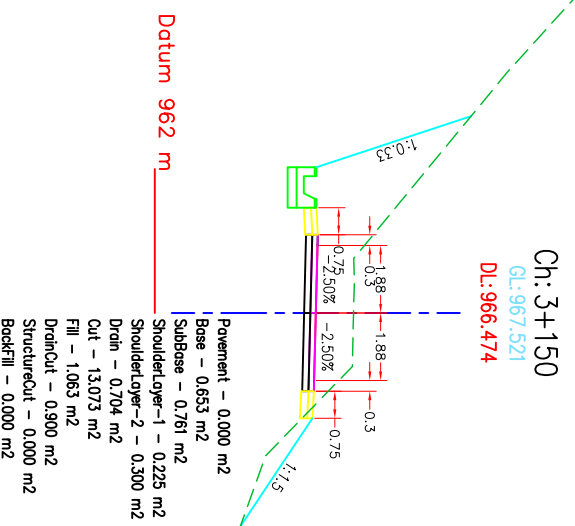 Ch: 3+150
GL:967.521
DL:966.474
1:0.33
0.75
0.3
1.88
1.88
0.3
0.75
-2.50%
-2.50%
1:1.5
Datum 962 m
Pavement - 0.000 m2
Base - 0.653 m2
SubBase - 0.761 m2
ShoulderLayer-1 - 0.225 m2
ShoulderLayer-2 - 0.300 m2
Drain - 0.704 m2
Cut - 13.073 m2
Fill - 1.063 m2
DrainCut - 0.900 m2
StructureCut - 0.000 m2
BackFill - 0.000 m2